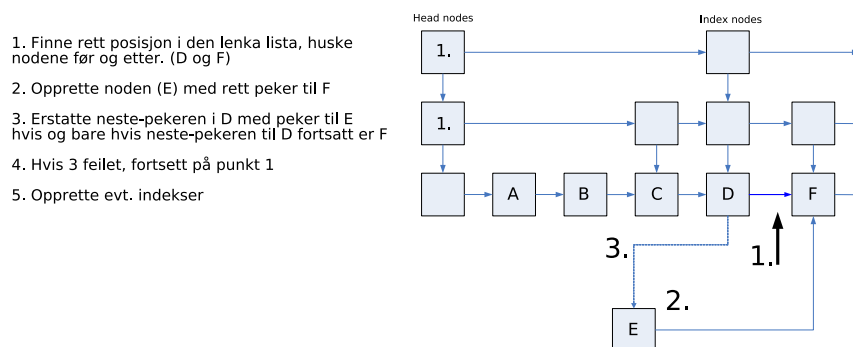 Head nodes
Index nodes
1. Finne rett posisjon i den lenka lista, huske
nodene før og etter. (D og F)
2. Opprette noden (E) med rett peker til F
3. Erstatte neste-pekeren i D med peker til E
hvis og bare hvis neste-pekeren til D fortsatt er F
4. Hvis 3 feilet, fortsett på punkt 1
5. Opprette evt. indekser
1.
1.
A
B
C
D
F
3.
1.
2.
E